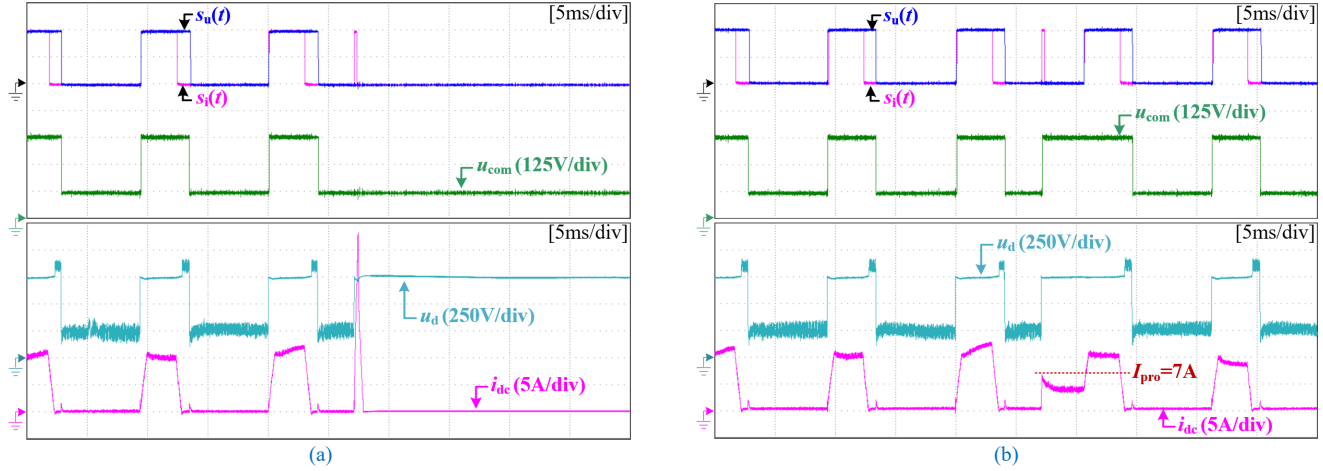 [5ms/div]
su(t)
si(t)
ucom (125V/div)
[5ms/div]
ud (250V/div)
idc (5A/div)
(a)
[5ms/div]
su(t)
si(t)
ucom (125V/div)
[5ms/div]
ud (250V/div)
Ipro=7A
idc (5A/div)
(b)